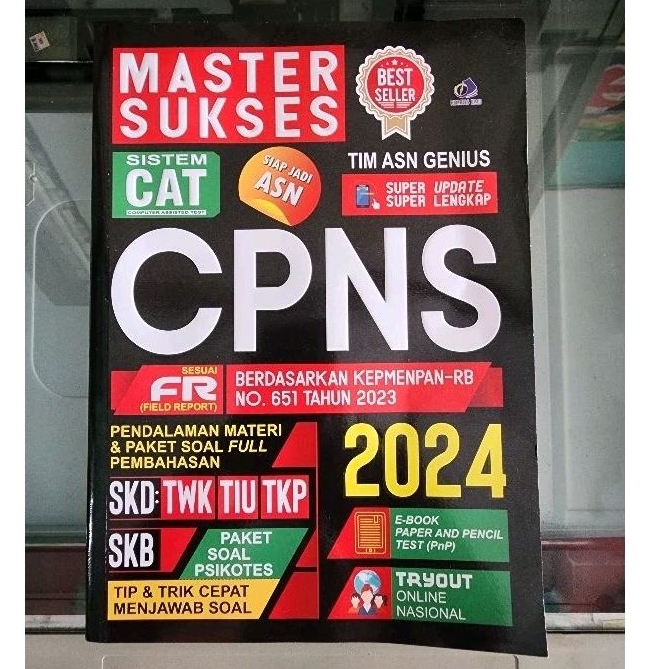 MASTER
SUKSES
BEST
SELLER
SISTEM
CAT
COMPUTER ASSISTED TEST
SIAP JADI
ASN
TIM ASN GENIUS
SUPER UPDATE
SUPER LENGKAP
CPNS
SESUAI
FR
(FIELD REPORT)
BERDASARKAN KEPMENPAN-RB
NO. 651 TAHUN 2023
PENDALAMAN MATERI
& PAKET SOAL FULL
PEMBAHASAN
2024
SKD: TWK TIU TKP
SKB
PAKET
SOAL
PSIKOTES
E-BOOK
PAPER AND PENCIL
TEST (PnP)
TIP & TRIK CEPAT
MENJAWAB SOAL
TRYOUT
ONLINE
NASIONAL